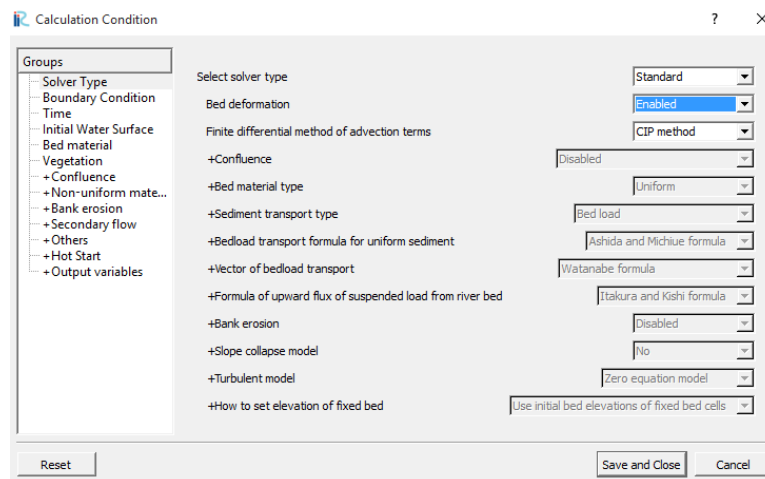 iRC Calculation Condition ? X
Groups
Solver Type
Boundary Condition
Time
Initial Water Surface
Bed material
Vegetation
+Confluence
+Non-uniform mate...
+Bank erosion
+Secondary flow
+Others
+Hot Start
+Output variables
Select solver type Standard
Bed deformation Enabled
Finite differential method of advection terms CIP method
+Confluence Disabled
+Bed material type Uniform
+Sediment transport type Bed load
+Bedload transport formula for uniform sediment Ashida and Michiue formula
+Vector of bedload transport Watanabe formula
+Formula of upward flux of suspended load from river bed Itakura and Kishi formula
+Bank erosion Disabled
+Slope collapse model No
+Turbulent model Zero equation model
+How to set elevation of fixed bed Use initial bed elevations of fixed bed cells
Reset Save and Close Cancel